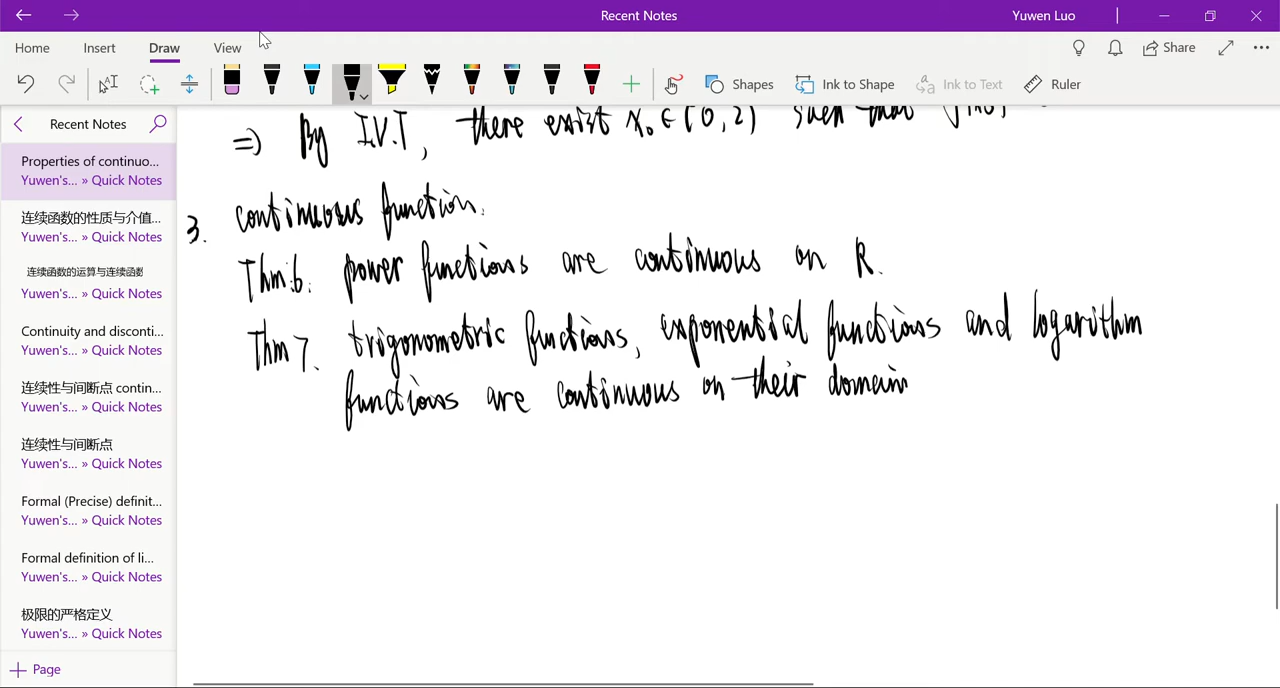 Recent Notes
Yuwen Luo
Home Insert Draw View
Share
Shapes Ink to Shape Ink to Text Ruler
Recent Notes
Properties of continuo...
Yuwen's... » Quick Notes
连续函数的性质与介值...
Yuwen's... » Quick Notes
连续函数的运算与连续函数
Yuwen's... » Quick Notes
Continuity and disconti...
Yuwen's... » Quick Notes
连续性与间断点 contin...
Yuwen's... » Quick Notes
连续性与间断点
Yuwen's... » Quick Notes
Formal (Precise) definit...
Yuwen's... » Quick Notes
Formal definition of li...
Yuwen's... » Quick Notes
极限的严格定义
Yuwen's... » Quick Notes
+ Page
=> By I.V.T, there exist x₀ ∈ (0, 2) such that
3. continuous function.
Thm 6. power functions are continuous on R.
Thm 7. trigonometric functions, exponential functions and logarithm
functions are continuous on their domain